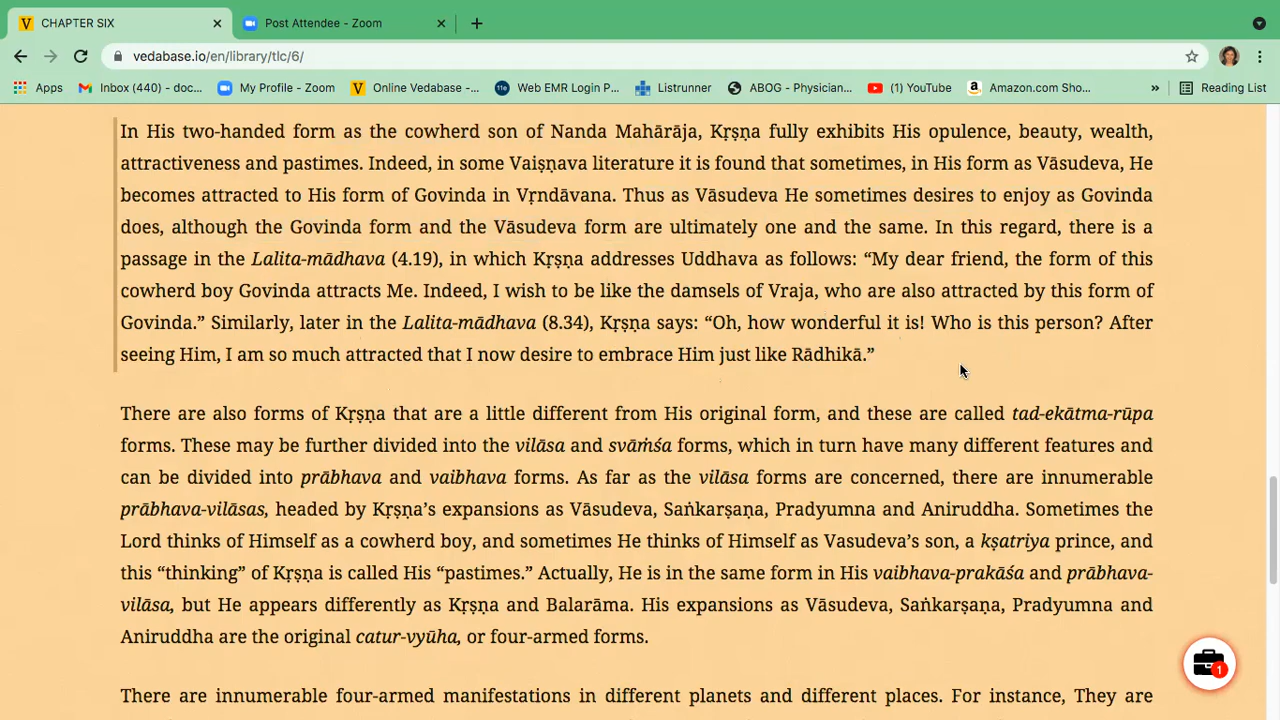 CHAPTER SIX
Post Attendee - Zoom
vedabase.io/en/library/tlc/6/
Apps Inbox (440) - doc... My Profile - Zoom Online Vedabase -... Web EMR Login P... Listrunner ABOG - Physician... (1) YouTube Amazon.com Sho... » Reading List
In His two-handed form as the cowherd son of Nanda Mahārāja, Kṛṣṇa fully exhibits His opulence, beauty, wealth,
attractiveness and pastimes. Indeed, in some Vaiṣṇava literature it is found that sometimes, in His form as Vāsudeva, He
becomes attracted to His form of Govinda in Vṛndāvana. Thus as Vāsudeva He sometimes desires to enjoy as Govinda
does, although the Govinda form and the Vāsudeva form are ultimately one and the same. In this regard, there is a
passage in the Lalita-mādhava (4.19), in which Kṛṣṇa addresses Uddhava as follows: “My dear friend, the form of this
cowherd boy Govinda attracts Me. Indeed, I wish to be like the damsels of Vraja, who are also attracted by this form of
Govinda.” Similarly, later in the Lalita-mādhava (8.34), Kṛṣṇa says: “Oh, how wonderful it is! Who is this person? After
seeing Him, I am so much attracted that I now desire to embrace Him just like Rādhikā.”
There are also forms of Kṛṣṇa that are a little different from His original form, and these are called tad-ekātma-rūpa
forms. These may be further divided into the vilāsa and svāṁśa forms, which in turn have many different features and
can be divided into prābhava and vaibhava forms. As far as the vilāsa forms are concerned, there are innumerable
prābhava-vilāsas, headed by Kṛṣṇa’s expansions as Vāsudeva, Saṅkarṣaṇa, Pradyumna and Aniruddha. Sometimes the
Lord thinks of Himself as a cowherd boy, and sometimes He thinks of Himself as Vasudeva’s son, a kṣatriya prince, and
this “thinking” of Kṛṣṇa is called His “pastimes.” Actually, He is in the same form in His vaibhava-prakāśa and prābhava-
vilāsa, but He appears differently as Kṛṣṇa and Balarāma. His expansions as Vāsudeva, Saṅkarṣaṇa, Pradyumna and
Aniruddha are the original catur-vyūha, or four-armed forms.
1
There are innumerable four-armed manifestations in different planets and different places. For instance, They are